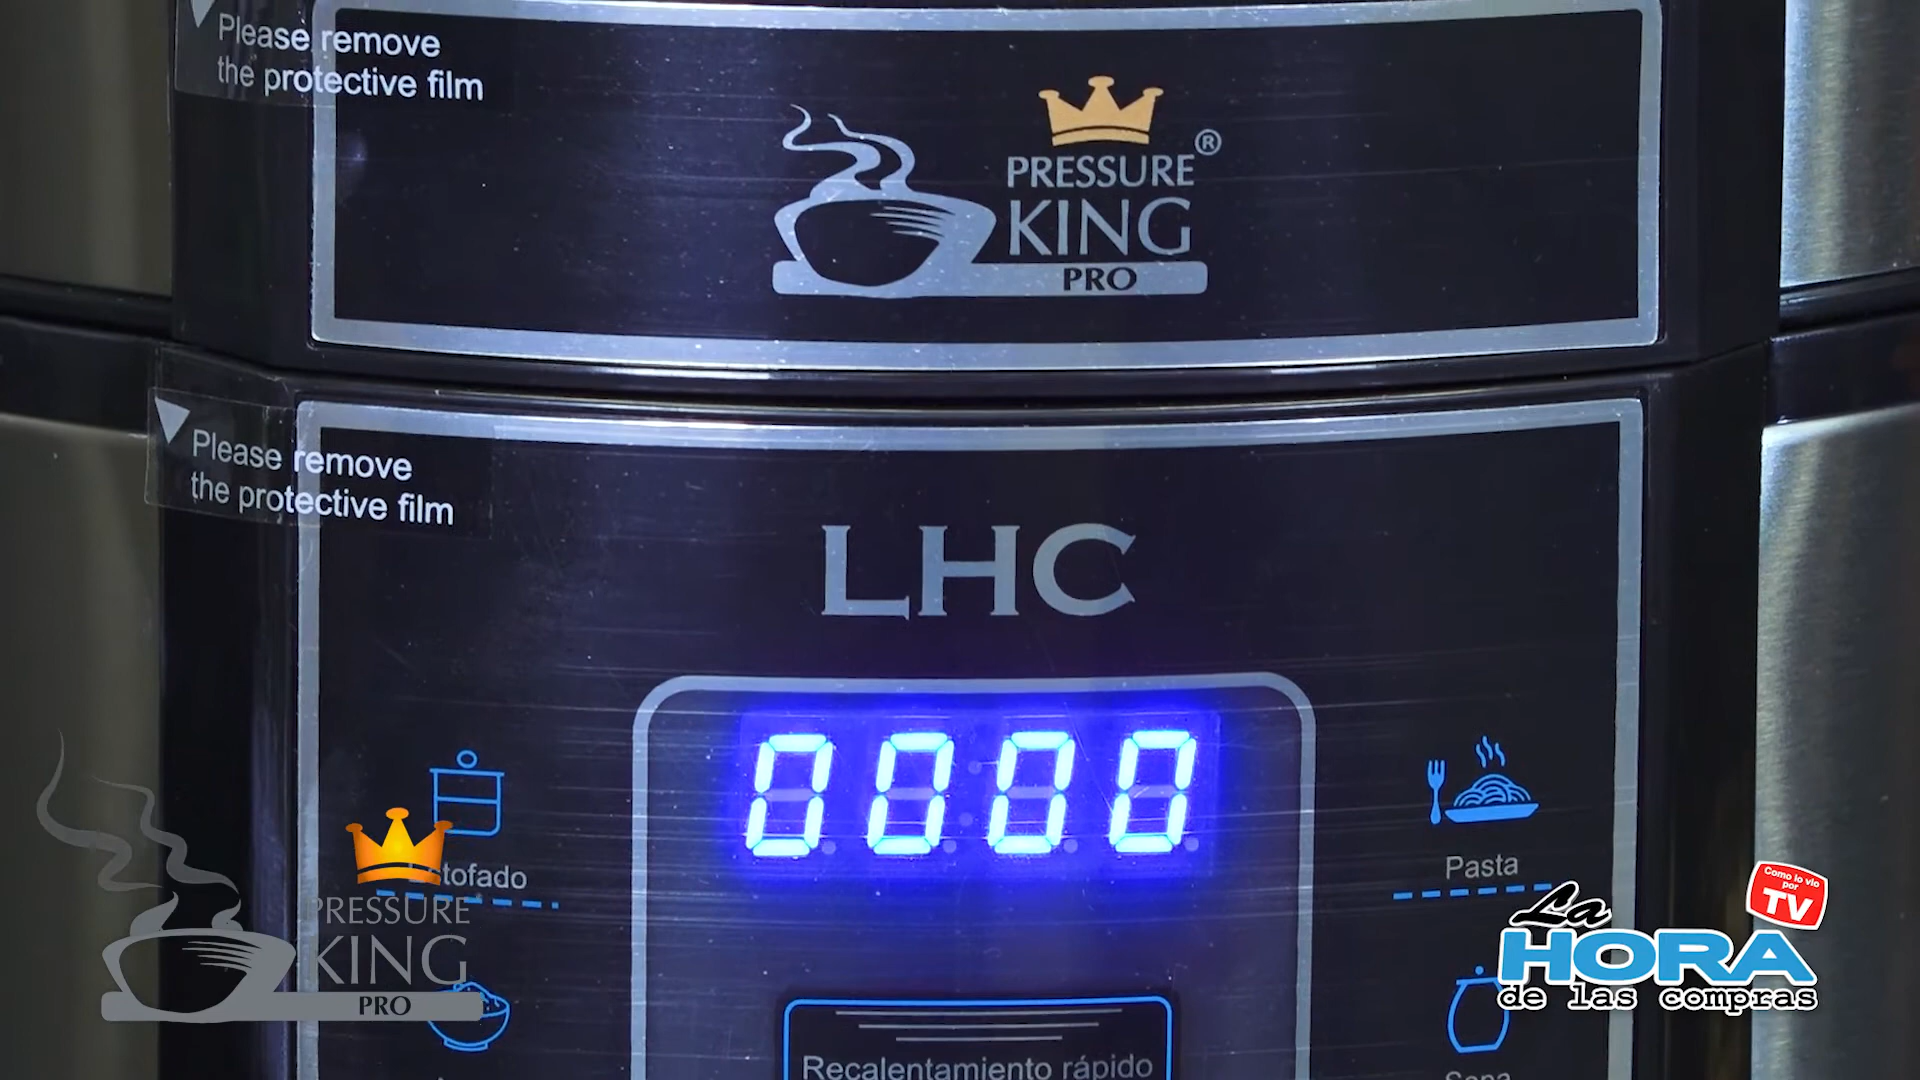 Please remove
the protective film
PRESSURE ®
KING
PRO
Please remove
the protective film
LHC
0000
Pasta
PRESSURE
KING
PRO
Como lo vio
por
TV
La
HORA
de las compras
Recalentamiento rápido